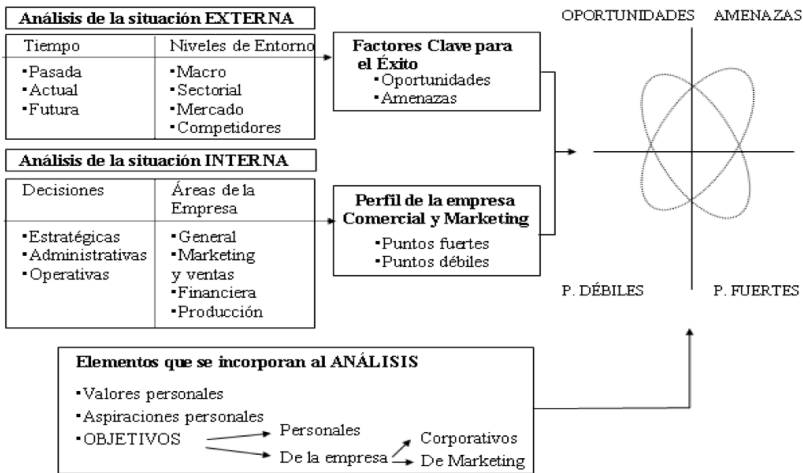 Análisis de la situación EXTERNA
Tiempo
▪Pasada
▪Actual
▪Futura
Niveles de Entorno
▪Macro
▪Sectorial
▪Mercado
▪Competidores
Factores Clave para
el Éxito
▪Oportunidades
▪Amenazas
Análisis de la situación INTERNA
Decisiones
▪Estratégicas
▪Administrativas
▪Operativas
Áreas de la
Empresa
▪General
▪Marketing
y ventas
▪Financiera
▪Producción
Perfil de la empresa
Comercial y Marketing
▪Puntos fuertes
▪Puntos débiles
OPORTUNIDADES
AMENAZAS
P. DÉBILES
P. FUERTES
Elementos que se incorporan al ANÁLISIS
▪Valores personales
▪Aspiraciones personales
▪OBJETIVOS
Personales
De la empresa
Corporativos
De Marketing